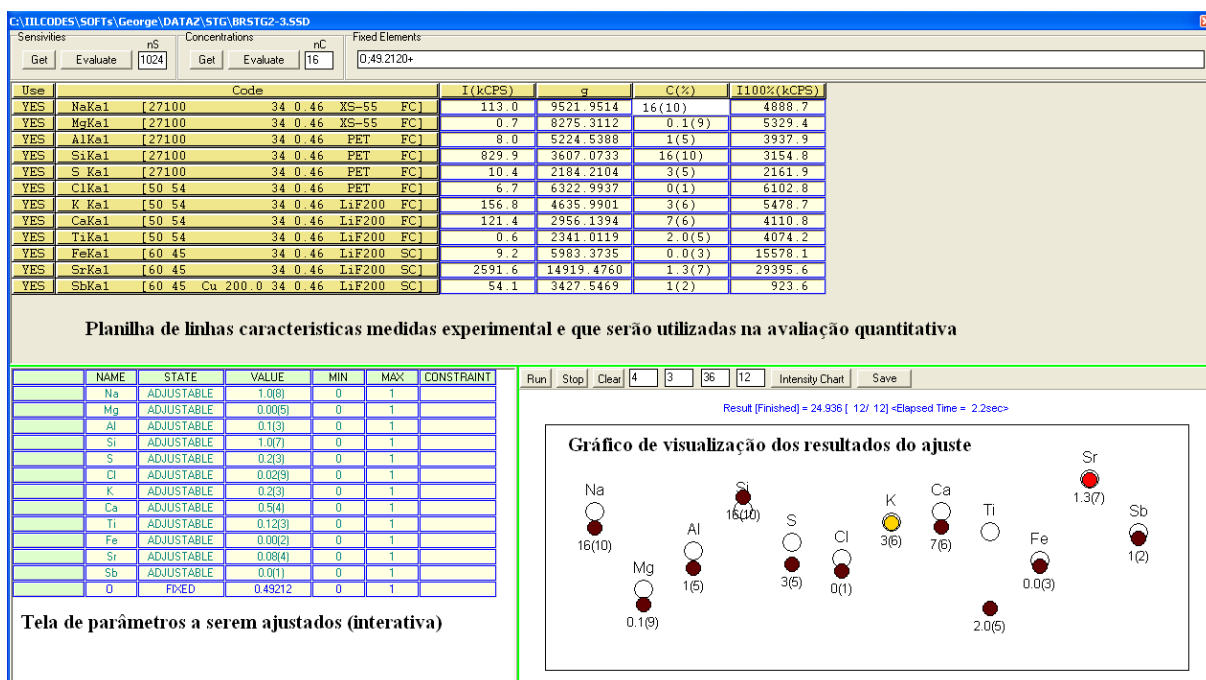 C:\IILCODES\SOFTs\George\DATAZ\STG\BRSTG2-3.SSD
Sensivities nS Concentrations nC Fixed Elements
Get Evaluate 1024 Get Evaluate 16 O;49.2120+
Use Code I(kCPS) g C(%) I100%(kCPS)
YES NaKa1 [27100 34 0.46 XS-55 FC] 113.0 9521.9514 16(10) 4888.7
YES MgKa1 [27100 34 0.46 XS-55 FC] 0.7 8275.3112 0.1(9) 5329.4
YES AlKa1 [27100 34 0.46 PET FC] 8.0 5224.5388 1(5) 3937.9
YES SiKa1 [27100 34 0.46 PET FC] 829.9 3607.0733 16(10) 3154.8
YES S Ka1 [27100 34 0.46 PET FC] 10.4 2184.2104 3(5) 2161.9
YES ClKa1 [50 54 34 0.46 PET FC] 6.7 6322.9937 0(1) 6102.8
YES K Ka1 [50 54 34 0.46 LiF200 FC] 156.8 4635.9901 3(6) 5478.7
YES CaKa1 [50 54 34 0.46 LiF200 FC] 121.4 2956.1394 7(6) 4110.8
YES TiKa1 [50 54 34 0.46 LiF200 FC] 0.6 2341.0119 2.0(5) 4074.2
YES FeKa1 [60 45 34 0.46 LiF200 SC] 9.2 5983.3735 0.0(3) 15578.1
YES SrKa1 [60 45 34 0.46 LiF200 SC] 2591.6 14919.4760 1.3(7) 29395.6
YES SbKa1 [60 45 Cu 200.0 34 0.46 LiF200 SC] 54.1 3427.5469 1(2) 923.6
Planilha de linhas caracteristicas medidas experimental e que serão utilizadas na avaliação quantitativa
NAME STATE VALUE MIN MAX CONSTRAINT
Na ADJUSTABLE 1.0(8) 0 1
Mg ADJUSTABLE 0.00(5) 0 1
Al ADJUSTABLE 0.1(3) 0 1
Si ADJUSTABLE 1.0(7) 0 1
S ADJUSTABLE 0.2(3) 0 1
Cl ADJUSTABLE 0.02(9) 0 1
K ADJUSTABLE 0.2(3) 0 1
Ca ADJUSTABLE 0.5(4) 0 1
Ti ADJUSTABLE 0.12(3) 0 1
Fe ADJUSTABLE 0.00(2) 0 1
Sr ADJUSTABLE 0.08(4) 0 1
Sb ADJUSTABLE 0.0(1) 0 1
O FIXED 0.49212 0 1
Tela de parâmetros a serem ajustados (interativa)
Run Stop Clear 4 3 36 12 Intensity Chart Save
Result [Finished] = 24.936 [ 12/ 12] <Elapsed Time = 2.2sec>
Gráfico de visualização dos resultados do ajuste
Na
16(10)
Mg
0.1(9)
Al
1(5)
Si
16(10)
S
3(5)
Cl
0(1)
K
3(6)
Ca
7(6)
Ti
2.0(5)
Fe
0.0(3)
Sr
1.3(7)
Sb
1(2)